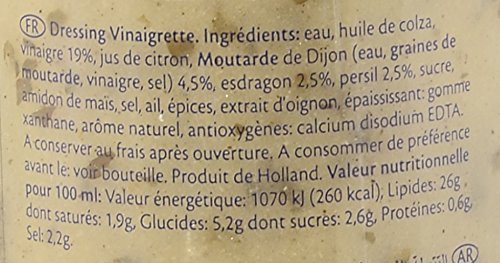 FR Dressing Vinaigrette. Ingrédients: eau, huile de colza,
vinaigre 19%, jus de citron, Moutarde de Dijon (eau, graines de
moutarde, vinaigre, sel) 4,5%, esdragon 2,5%, persil 2,5%, sucre,
amidon de maïs, sel, ail, épices, extrait d'oignon, épaississant: gomme
xanthane, arôme naturel, antioxygènes: calcium disodium EDTA.
A conserver au frais après ouverture. A consommer de préférence
avant le: voir bouteille. Produit de Holland. Valeur nutritionnelle
pour 100 ml: Valeur énergétique: 1070 kJ (260 kcal); Lipides: 26g,
dont saturés: 1,9g, Glucides: 5,2g dont sucres: 2,6g, Protéines: 0,6g,
Sel: 2,2g.
AR